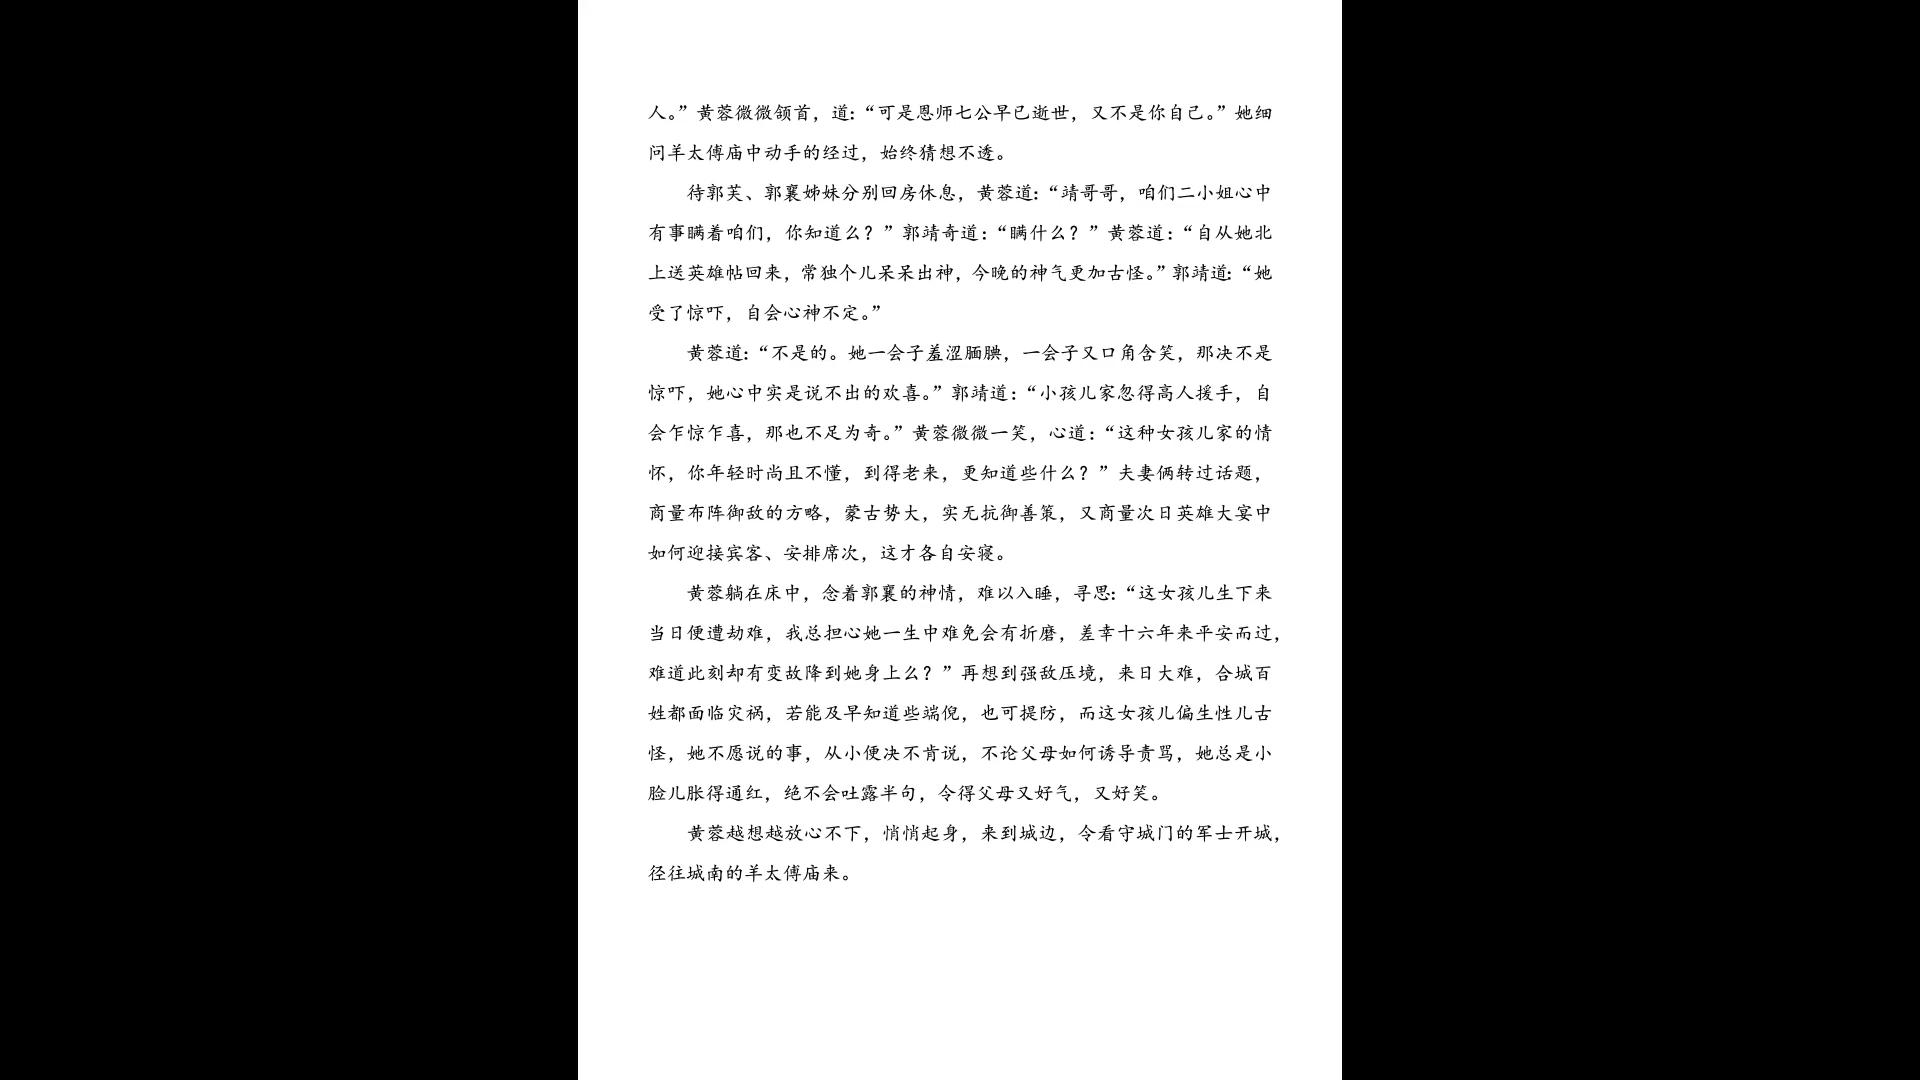 人。”黄蓉微微颔首，道：“可是恩师七公早已逝世，又不是你自己。”她细
问羊太傅庙中动手的经过，始终猜想不透。
待郭芙、郭襄姊妹分别回房休息，黄蓉道：“靖哥哥，咱们二小姐心中
有事瞒着咱们，你知道么？”郭靖奇道：“瞒什么？”黄蓉道：“自从她北
上送英雄帖回来，常独个儿呆呆出神，今晚的神气更加古怪。”郭靖道：“她
受了惊吓，自会心神不定。”
黄蓉道：“不是的。她一会子羞涩腼腆，一会子又口角含笑，那决不是
惊吓，她心中实是说不出的欢喜。”郭靖道：“小孩儿家忽得高人援手，自
会乍惊乍喜，那也不足为奇。”黄蓉微微一笑，心道：“这种女孩儿家的情
怀，你年轻时尚且不懂，到得老来，更知道些什么？”夫妻俩转过话题，
商量布阵御敌的方略，蒙古势大，实无抗御善策，又商量次日英雄大宴中
如何迎接宾客、安排席次，这才各自安寝。
黄蓉躺在床中，念着郭襄的神情，难以入睡，寻思：“这女孩儿生下来
当日便遭劫难，我总担心她一生中难免会有折磨，差幸十六年来平安而过，
难道此刻却有变故降到她身上么？”再想到强敌压境，来日大难，合城百
姓都面临灾祸，若能及早知道些端倪，也可提防，而这女孩儿偏生性儿古
怪，她不愿说的事，从小便决不肯说，不论父母如何诱导责骂，她总是小
脸儿胀得通红，绝不会吐露半句，令得父母又好气，又好笑。
黄蓉越想越放心不下，悄悄起身，来到城边，令看守城门的军士开城，
径往城南的羊太傅庙来。